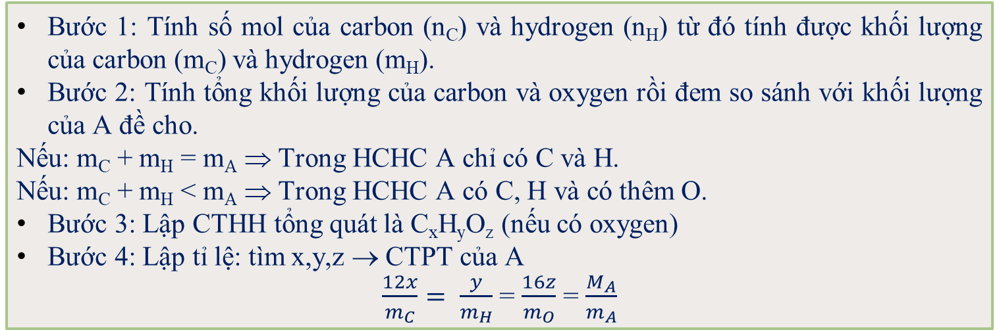 • Bước 1: Tính số mol của carbon (nC) và hydrogen (nH) từ đó tính được khối lượng
của carbon (mC) và hydrogen (mH).
• Bước 2: Tính tổng khối lượng của carbon và oxygen rồi đem so sánh với khối lượng
của A đề cho.
Nếu: mC + mH = mA ⇒ Trong HCHC A chỉ có C và H.
Nếu: mC + mH < mA ⇒ Trong HCHC A có C, H và có thêm O.
• Bước 3: Lập CTHH tổng quát là CxHyOz (nếu có oxygen)
• Bước 4: Lập tỉ lệ: tìm x,y,z → CTPT của A
12x/mC = y/mH = 16z/mO = MA/mA